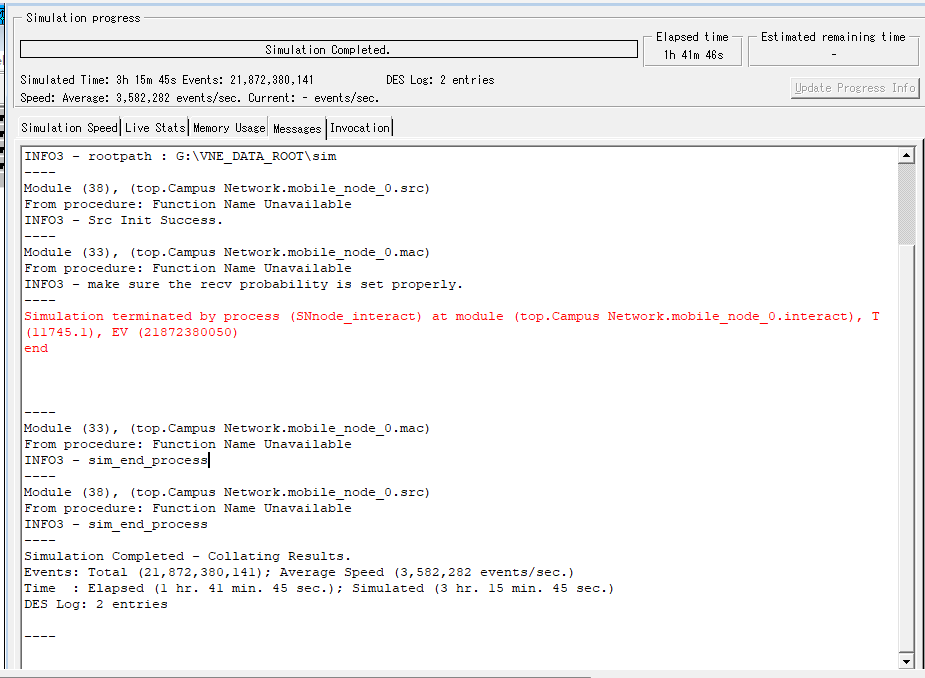 Simulation progress
Simulation Completed.
Elapsed time
1h 41m 46s
Estimated remaining time
-
Simulated Time: 3h 15m 45s Events: 21,872,380,141 DES Log: 2 entries
Speed: Average: 3,582,282 events/sec. Current: - events/sec.
Update Progress Info
Simulation Speed Live Stats Memory Usage Messages Invocation
INFO3 - rootpath : G:\VNE_DATA_ROOT\sim
----
Module (38), (top.Campus Network.mobile_node_0.src)
From procedure: Function Name Unavailable
INFO3 - Src Init Success.
----
Module (33), (top.Campus Network.mobile_node_0.mac)
From procedure: Function Name Unavailable
INFO3 - make sure the recv probability is set properly.
----
Simulation terminated by process (SNnode_interact) at module (top.Campus Network.mobile_node_0.interact), T
(11745.1), EV (21872380050)
end
----
Module (33), (top.Campus Network.mobile_node_0.mac)
From procedure: Function Name Unavailable
INFO3 - sim_end_process
----
Module (38), (top.Campus Network.mobile_node_0.src)
From procedure: Function Name Unavailable
INFO3 - sim_end_process
----
Simulation Completed - Collating Results.
Events: Total (21,872,380,141); Average Speed (3,582,282 events/sec.)
Time  : Elapsed (1 hr. 41 min. 45 sec.); Simulated (3 hr. 15 min. 45 sec.)
DES Log: 2 entries
----